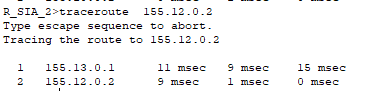 R_SIA_2>traceroute 155.12.0.2
Type escape sequence to abort.
Tracing the route to 155.12.0.2
1 155.13.0.1 11 msec 9 msec 15 msec
2 155.12.0.2 9 msec 1 msec 0 msec